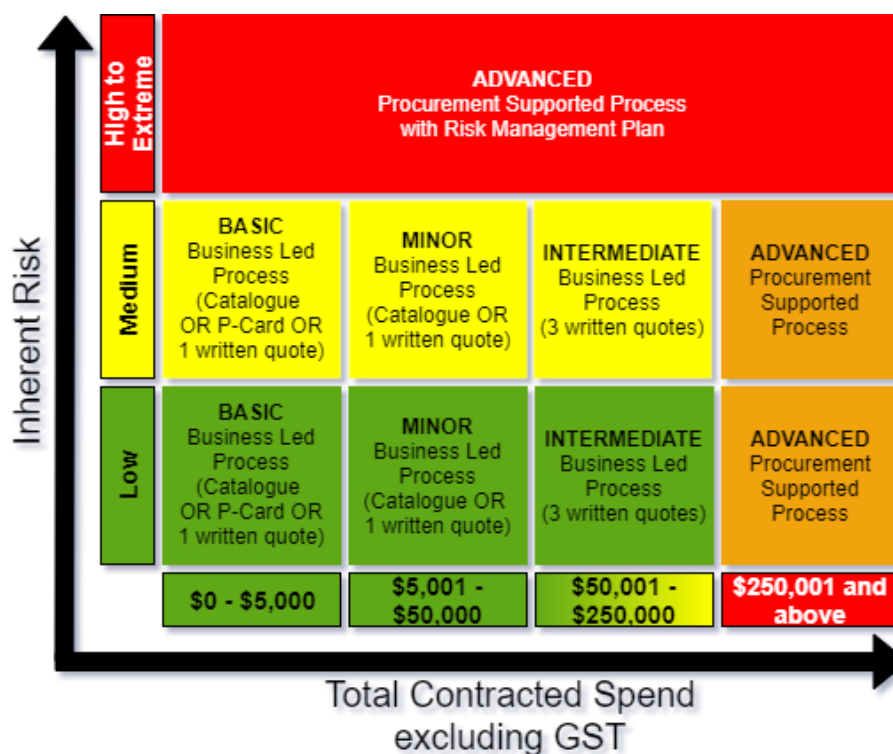 High to
Extreme
ADVANCED
Procurement Supported Process
with Risk Management Plan
Inherent Risk
Medium
BASIC
Business Led
Process
(Catalogue
OR P-Card OR
1 written quote)
MINOR
Business Led
Process
(Catalogue OR
1 written quote)
INTERMEDIATE
Business Led
Process
(3 written quotes)
ADVANCED
Procurement
Supported
Process
Low
BASIC
Business Led
Process
(Catalogue
OR P-Card OR
1 written quote)
MINOR
Business Led
Process
(Catalogue OR
1 written quote)
INTERMEDIATE
Business Led
Process
(3 written quotes)
ADVANCED
Procurement
Supported
Process
$0 - $5,000
$5,001 -
$50,000
$50,001 -
$250,000
$250,001 and
above
Total Contracted Spend
excluding GST